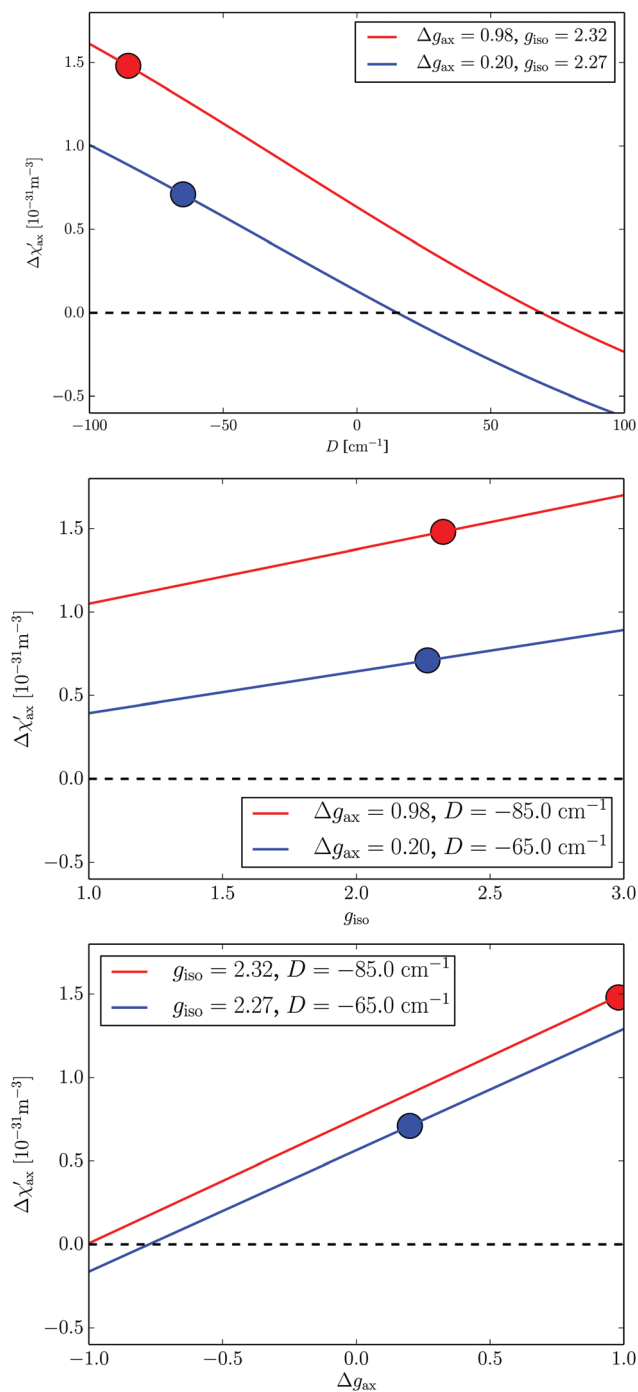 Δg_ax = 0.98, g_iso = 2.32
Δg_ax = 0.20, g_iso = 2.27
1.5
1.0
0.5
0.0
−0.5
Δχ′_ax [10⁻³¹m⁻³]
−100
−50
0
50
100
D [cm⁻¹]
1.5
1.0
0.5
0.0
−0.5
Δχ′_ax [10⁻³¹m⁻³]
Δg_ax = 0.98, D = −85.0 cm⁻¹
Δg_ax = 0.20, D = −65.0 cm⁻¹
1.0
1.5
2.0
2.5
3.0
g_iso
g_iso = 2.32, D = −85.0 cm⁻¹
g_iso = 2.27, D = −65.0 cm⁻¹
1.5
1.0
0.5
0.0
−0.5
Δχ′_ax [10⁻³¹m⁻³]
−1.0
−0.5
0.0
0.5
1.0
Δg_ax